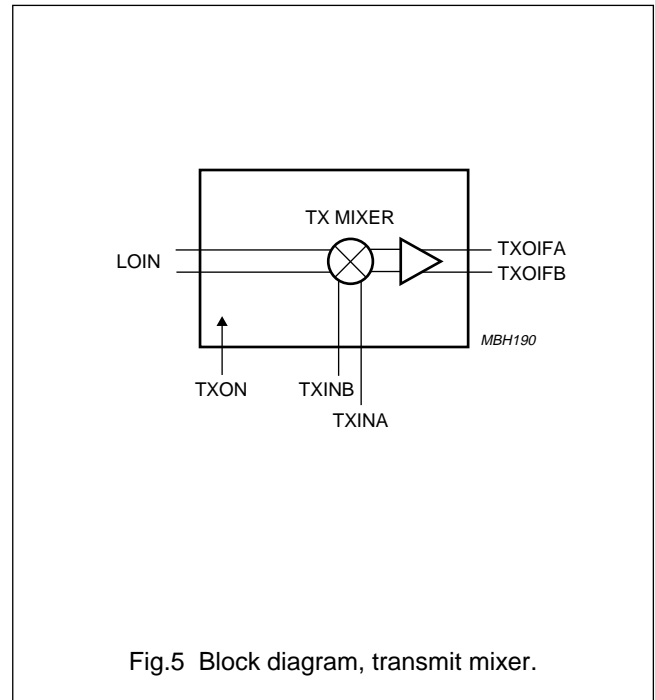 TX MIXER
LOIN
TXOIFA
TXOIFB
MBH190
TXON
TXINB
TXINA
Fig.5 Block diagram, transmit mixer.